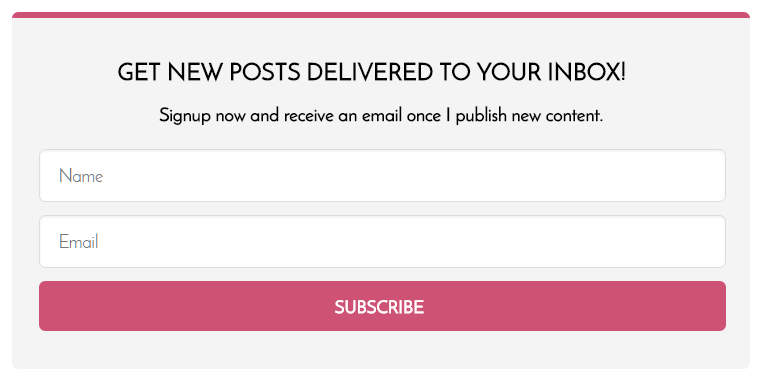 GET NEW POSTS DELIVERED TO YOUR INBOX!
Signup now and receive an email once I publish new content.
Name
Email
SUBSCRIBE